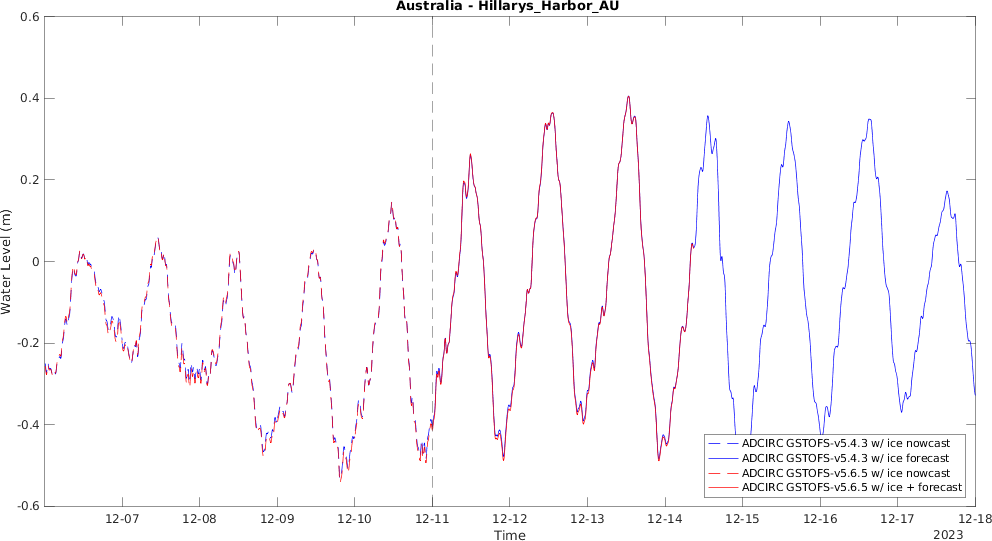 Australia - Hillarys_Harbor_AU
0.6
0.4
0.2
0
-0.2
-0.4
-0.6
Water Level (m)
12-07 12-08 12-09 12-10 12-11 12-12 12-13 12-14 12-15 12-16 12-17 12-18
Time
2023
ADCIRC GSTOFS-v5.4.3 w/ ice nowcast
ADCIRC GSTOFS-v5.4.3 w/ ice forecast
ADCIRC GSTOFS-v5.6.5 w/ ice nowcast
ADCIRC GSTOFS-v5.6.5 w/ ice + forecast